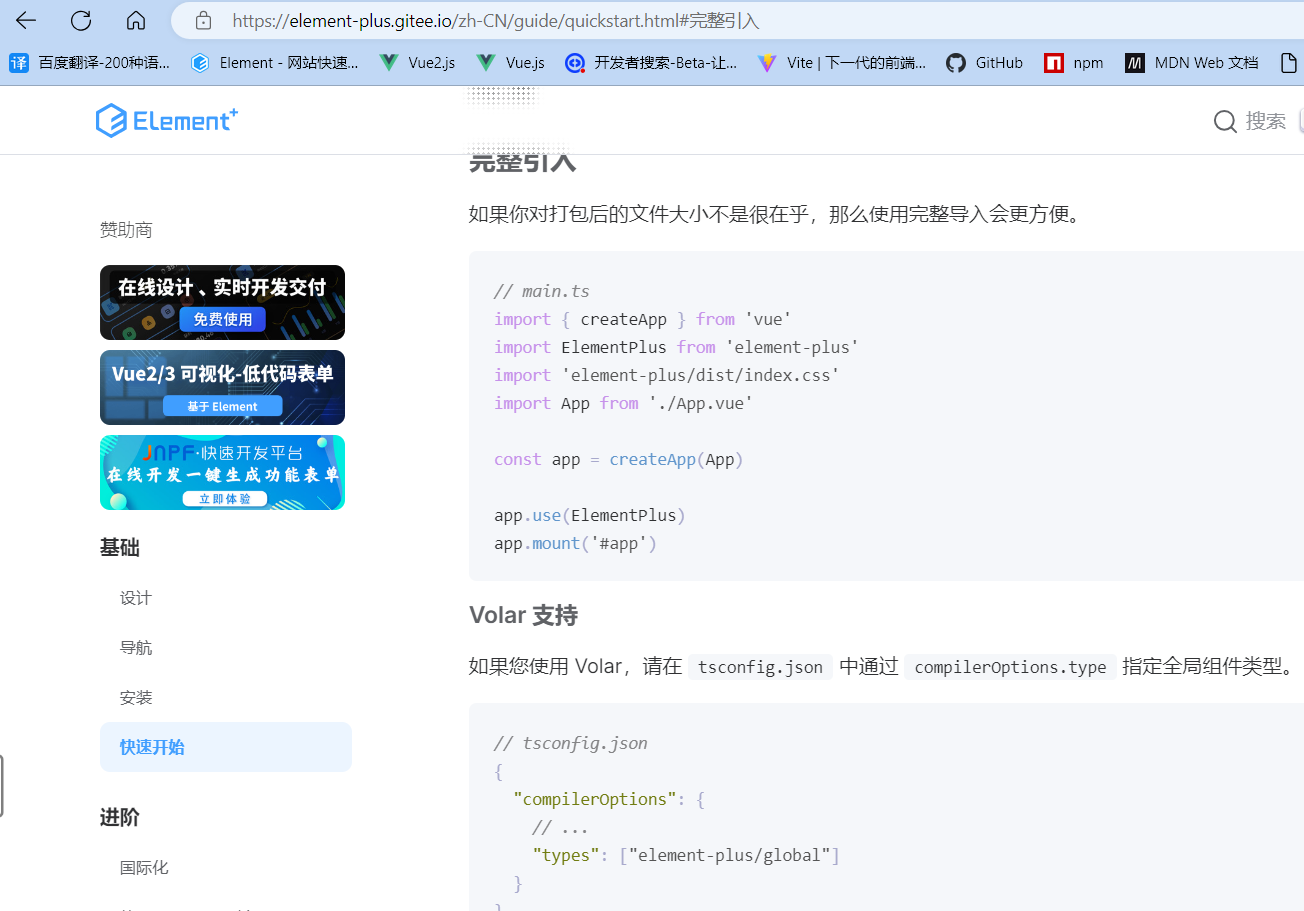 https://element-plus.gitee.io/zh-CN/guide/quickstart.html#完整引入
译 百度翻译-200种语... Element - 网站快速... Vue2.js Vue.js 开发者搜索-Beta-让... Vite | 下一代的前端... GitHub npm MDN Web 文档
Element+
搜索
完整引入
如果你对打包后的文件大小不是很在乎，那么使用完整导入会更方便。
赞助商
在线设计、实时开发交付
免费使用
Vue2/3 可视化-低代码表单
基于 Element
JNPF·快速开发平台
在线开发一键生成功能表单
立即体验
基础
设计
导航
安装
快速开始
进阶
国际化
// main.ts
import { createApp } from 'vue'
import ElementPlus from 'element-plus'
import 'element-plus/dist/index.css'
import App from './App.vue'
const app = createApp(App)
app.use(ElementPlus)
app.mount('#app')
Volar 支持
如果您使用 Volar，请在 tsconfig.json 中通过 compilerOptions.type 指定全局组件类型。
// tsconfig.json
{
"compilerOptions": {
// ...
"types": ["element-plus/global"]
}